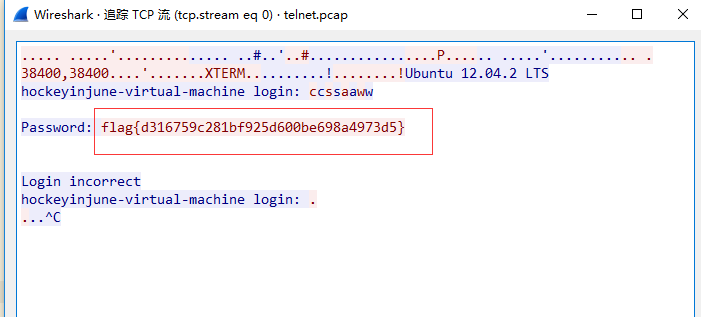 Wireshark · 追踪 TCP 流 (tcp.stream eq 0) · telnet.pcap
..... .....'.............. ..#..'..#...............P...... .....'........... .
38400,38400....'.......XTERM..........!........!Ubuntu 12.04.2 LTS
hockeyinjune-virtual-machine login: ccssaaww
Password: flag{d316759c281bf925d600be698a4973d5}
Login incorrect
hockeyinjune-virtual-machine login: .
...^C